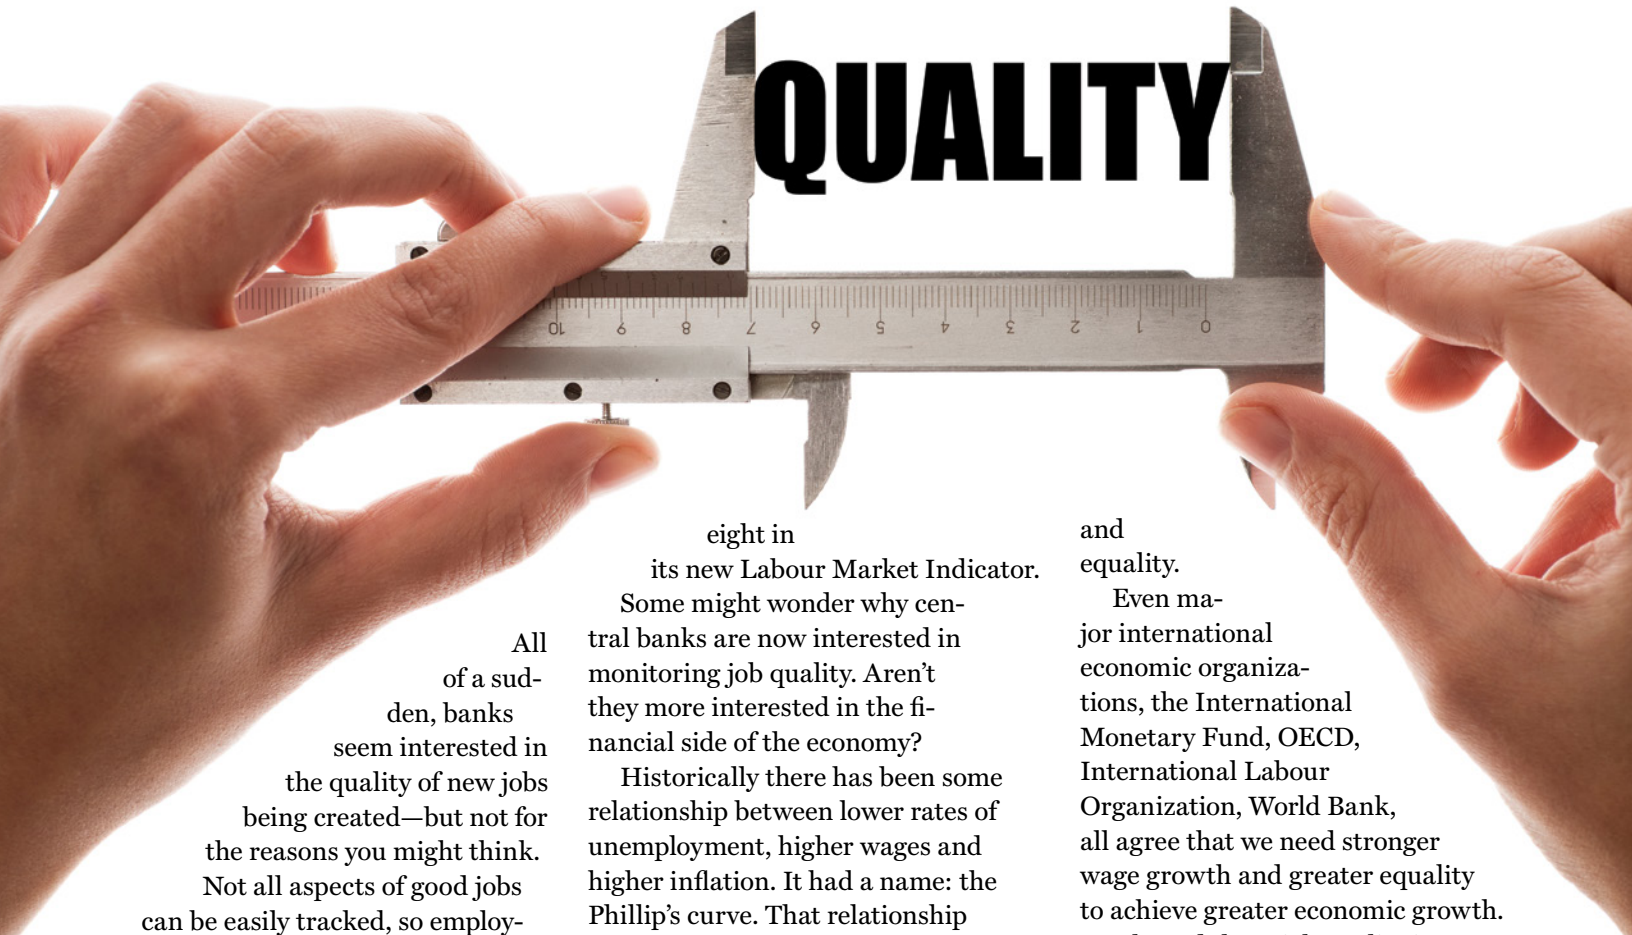 QUALITY
10 9 8 7 6 5 4 3 2 1 0
All
of a sud-
den, banks
seem interested in
the quality of new jobs
being created—but not for
the reasons you might think.
Not all aspects of good jobs
can be easily tracked, so employ-
eight in
its new Labour Market Indicator.
Some might wonder why cen-
tral banks are now interested in
monitoring job quality. Aren’t
they more interested in the fi-
nancial side of the economy?
Historically there has been some
relationship between lower rates of
unemployment, higher wages and
higher inflation. It had a name: the
Phillip’s curve. That relationship
and
equality.
Even ma-
jor international
economic organiza-
tions, the International
Monetary Fund, OECD,
International Labour
Organization, World Bank,
all agree that we need stronger
wage growth and greater equality
to achieve greater economic growth.